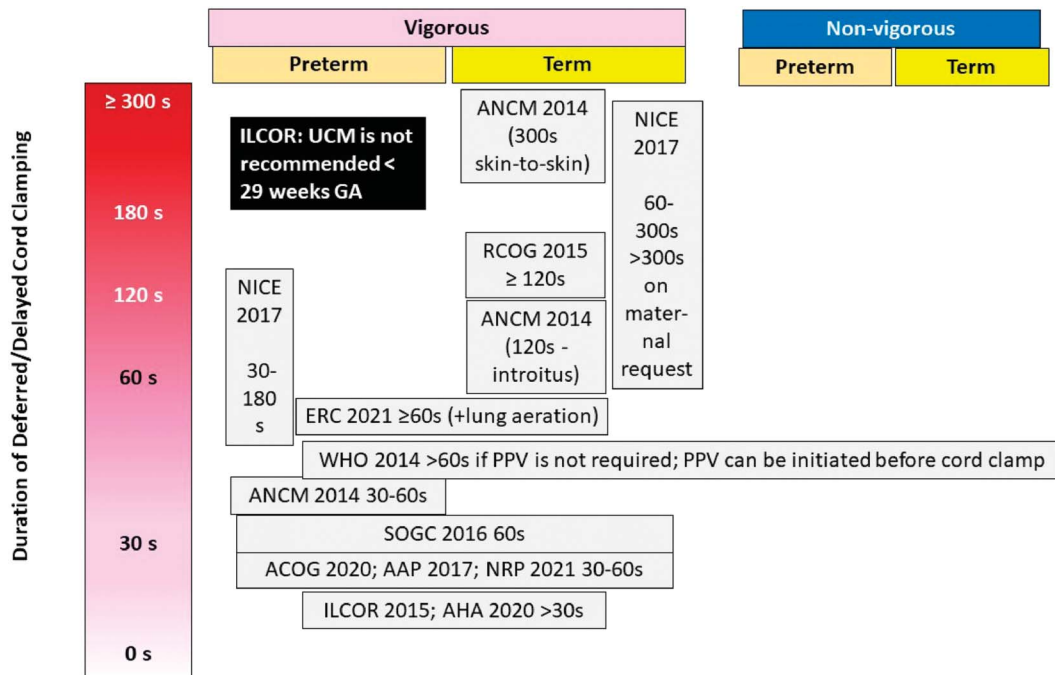 Vigorous
Non-vigorous
Preterm
Term
Preterm
Term
Duration of Deferred/Delayed Cord Clamping
≥ 300 s
180 s
120 s
60 s
30 s
0 s
ILCOR: UCM is not
recommended <
29 weeks GA
ANCM 2014
(300s
skin-to-skin)
NICE
2017
60-
300s
>300s
on
mater-
nal
request
RCOG 2015
≥ 120s
NICE
2017
30-
180
s
ANCM 2014
(120s -
introitus)
ERC 2021 ≥60s (+lung aeration)
WHO 2014 >60s if PPV is not required; PPV can be initiated before cord clamp
ANCM 2014 30-60s
SOGC 2016 60s
ACOG 2020; AAP 2017; NRP 2021 30-60s
ILCOR 2015; AHA 2020 >30s